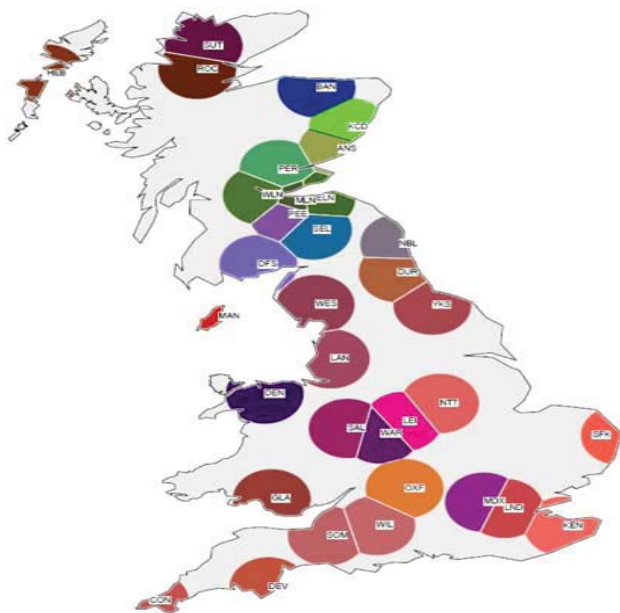 SUT
HEB
ROC
BAN
KCD
ANS
PER
WLN
MLN
ELN
PEE
SEL
NBL
DFS
DUR
WES
YKS
MAN
LAN
DEN
NTT
LEI
SAL
WAR
SFK
OXF
GLA
MDX
LND
KEN
WIL
SOM
DEV
CON